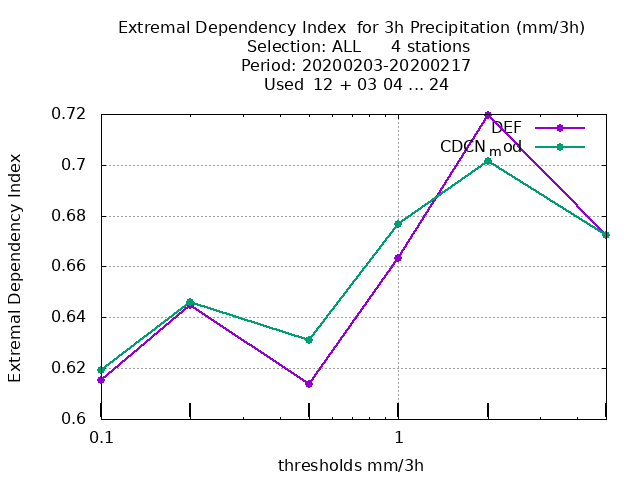 Extremal Dependency Index  for 3h Precipitation (mm/3h)
Selection: ALL      4 stations
Period: 20200203-20200217
Used  12 + 03 04 ... 24
0.72
0.7
0.68
0.66
0.64
0.62
0.6
Extremal Dependency Index
DEF
CDCN_mod
0.1
1
thresholds mm/3h